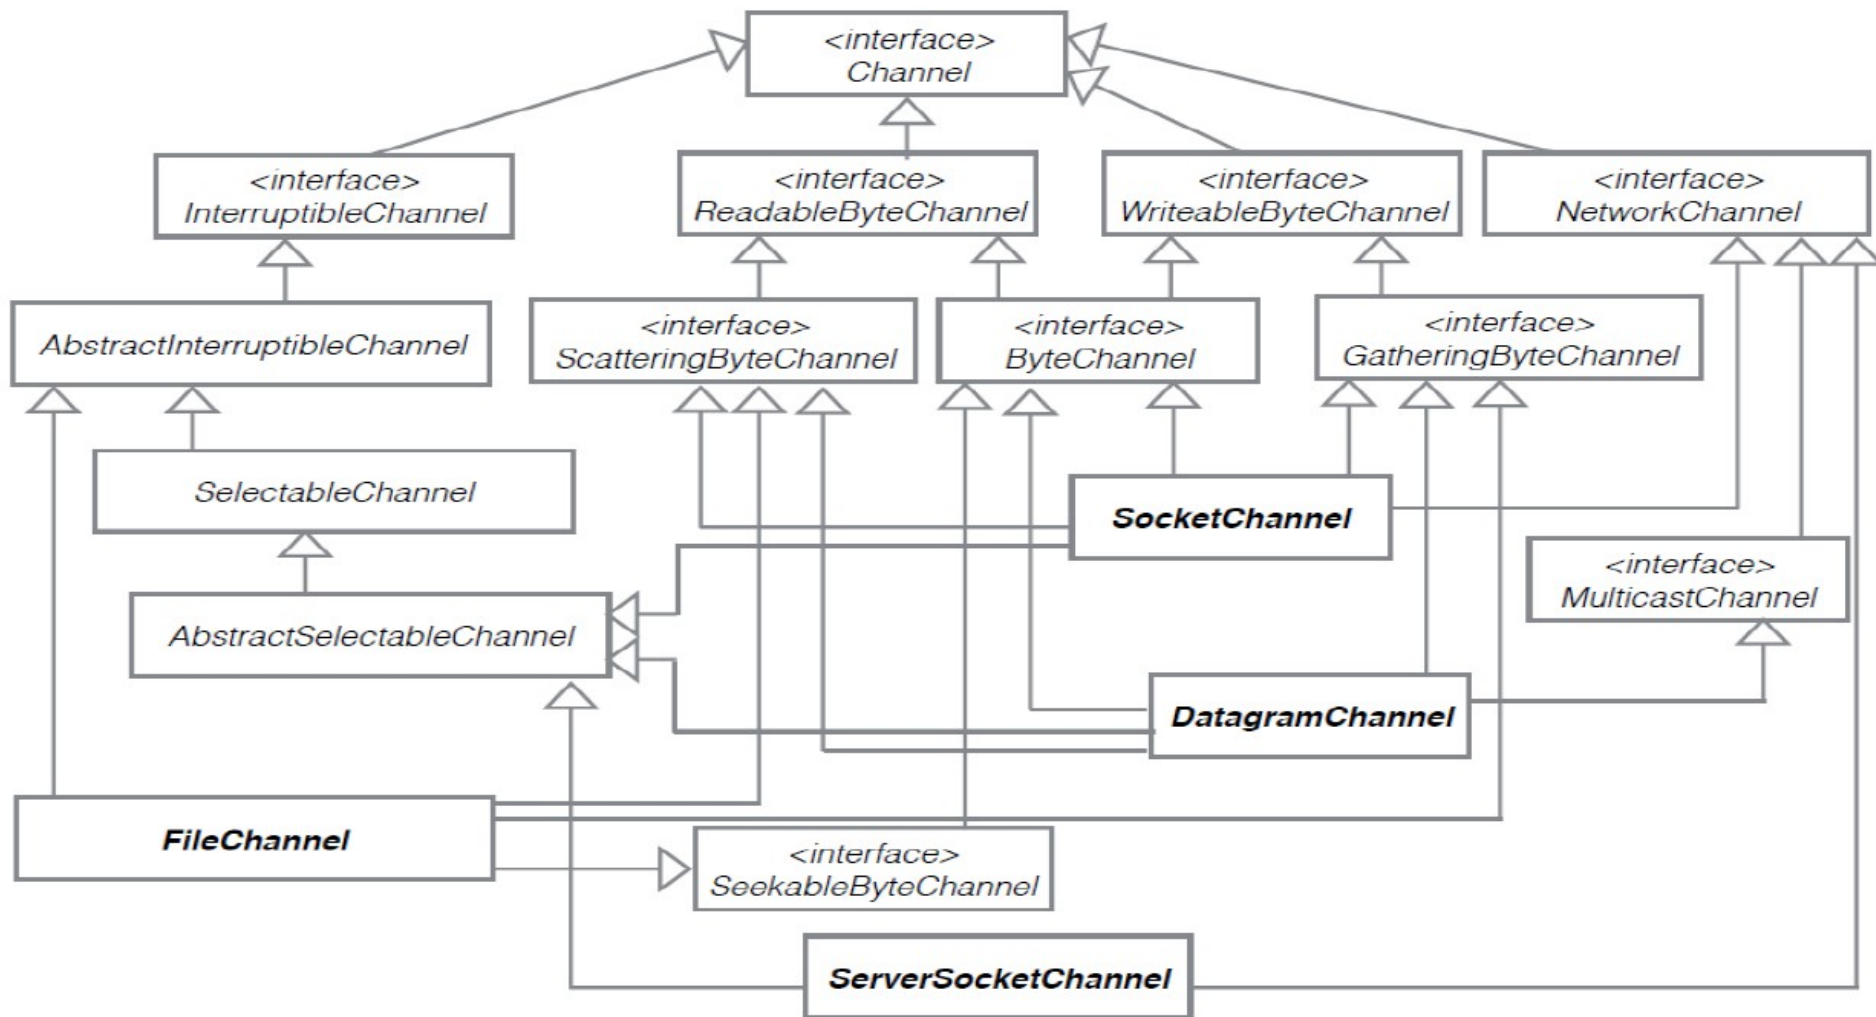 <interface>
Channel
<interface>
InterruptibleChannel
<interface>
ReadableByteChannel
<interface>
WriteableByteChannel
<interface>
NetworkChannel
AbstractInterruptibleChannel
<interface>
ScatteringByteChannel
<interface>
ByteChannel
<interface>
GatheringByteChannel
SelectableChannel
SocketChannel
<interface>
MulticastChannel
AbstractSelectableChannel
DatagramChannel
FileChannel
<interface>
SeekableByteChannel
ServerSocketChannel